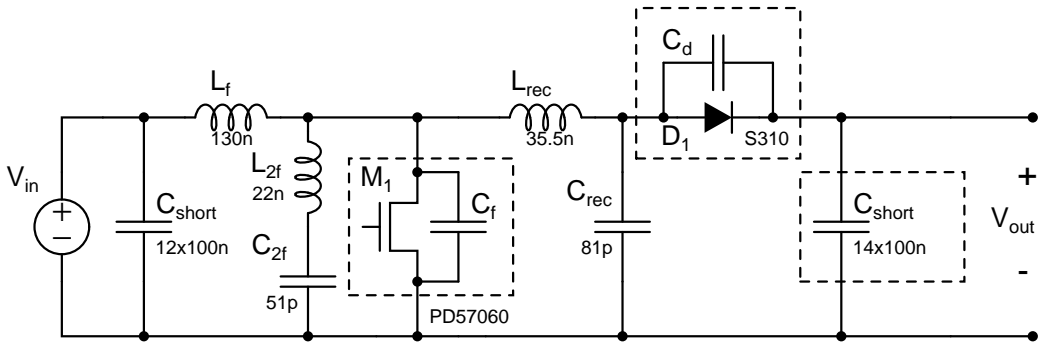 C_d
L_f
L_rec
130n
35.5n
D_1
S310
L_2f
22n
M_1
V_in
+
−
C_short
12x100n
C_f
C_rec
81p
C_short
14x100n
+
V_out
-
C_2f
51p
PD57060